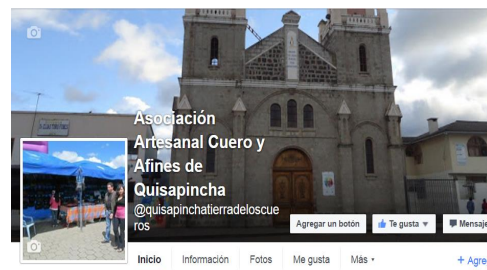 Asociación
Artesanal Cuero y
Afines de
Quisapincha
@quisapinchatierradeloscue
ros
Agregar un botón
Te gusta
Mensaje
Inicio Información Fotos Me gusta Más
+ Agre